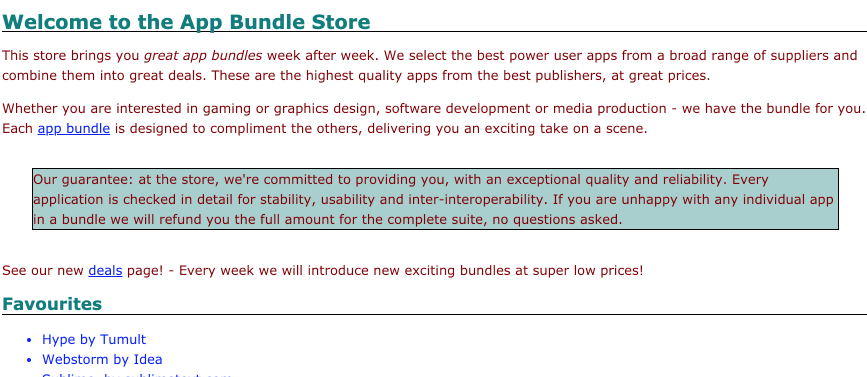 Welcome to the App Bundle Store
This store brings you great app bundles week after week. We select the best power user apps from a broad range of suppliers and
combine them into great deals. These are the highest quality apps from the best publishers, at great prices.
Whether you are interested in gaming or graphics design, software development or media production - we have the bundle for you.
Each app bundle is designed to compliment the others, delivering you an exciting take on a scene.
Our guarantee: at the store, we're committed to providing you, with an exceptional quality and reliability. Every
application is checked in detail for stability, usability and inter-interoperability. If you are unhappy with any individual app
in a bundle we will refund you the full amount for the complete suite, no questions asked.
See our new deals page! - Every week we will introduce new exciting bundles at super low prices!
Favourites
• Hype by Tumult
• Webstorm by Idea